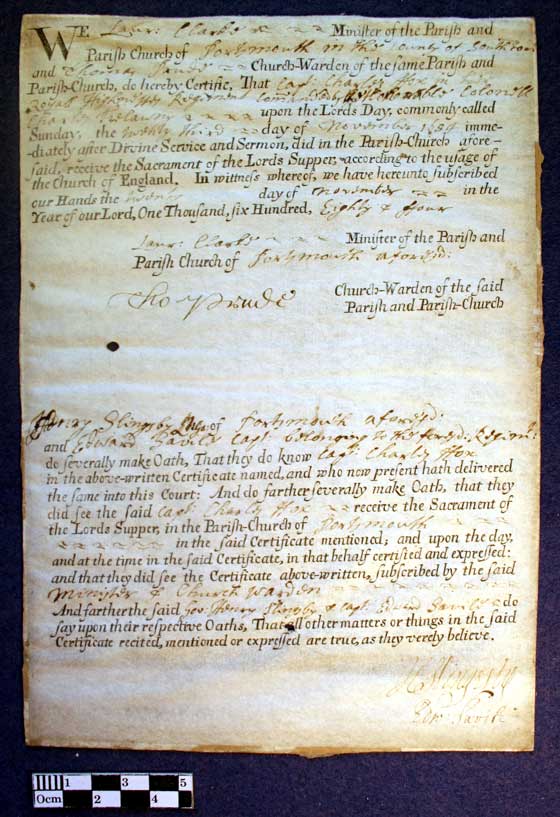 WE Laur: Clarke Minister of the Parish and
Parish Church of Portsmouth in the County of
and Thomas Prude Church-Warden of the same Parish and
Parish-Church, do hereby Certifie, That Capt Charles Fox in
Royall Regiment Colonell
Charles upon the Lords Day, commonly called
Sunday, the twenty third day of November 1684 imme-
-diately after Divine Service and Sermon, did in the Parish-Church afore-
said, receive the Sacrament of the Lords Supper, according to the usage of
the Church of England. In witness whereof, we have hereunto subscribed
our Hands the twenty day of November in the
Year of our Lord, One Thousand, six Hundred, Eighty & four
Laur: Clarke Minister of the Parish and
Parish Church of Portsmouth aforesd:
Tho Prude Church-Warden of the said
Parish and Parish-Church
Henry Slingsby of Portsmouth aforesd:
and Edward Savile Capt belonging to the foresd: Regimt:
do severally make Oath, That they do know Capt Charles Fox
in the above-written Certificate named, and who now present hath delivered
the same into this Court: And do farther severally make Oath, that they
did see the said Capt Charles Fox receive the Sacrament of
the Lords Supper, in the Parish-Church of Portsmouth
in the said Certificate mentioned; and upon the day,
and at the time in the said Certificate, in that behalf certified and expressed:
and that they did see the Certificate above-written, subscribed by the said
Minister & Church Warden
And farther the said Henry Slingsby & Capt Edward Savile do
say upon their respective Oaths, That all other matters or things in the said
Certificate recited, mentioned or expressed are true, as they verely believe.
H Slingesby
Edw: Savile
1 3 5
0cm 2 4